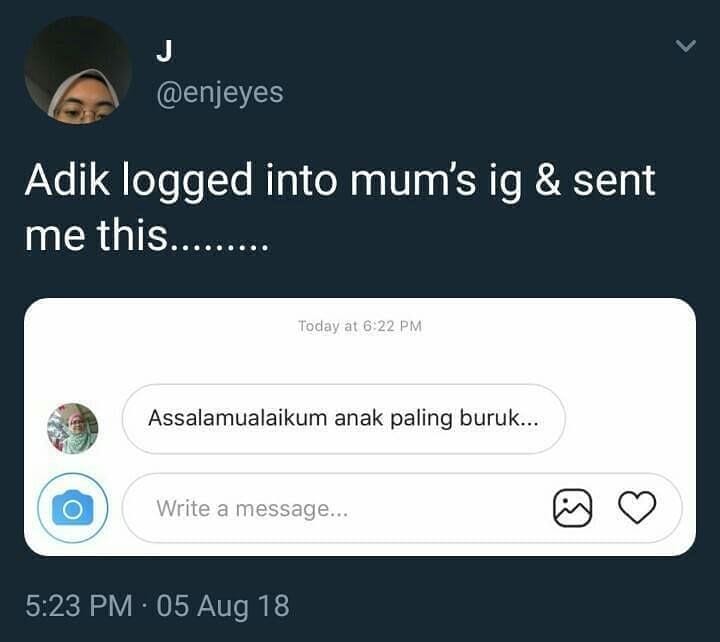 J
@enjeyes
Adik logged into mum's ig & sent
me this.........
Today at 6:22 PM
Assalamualaikum anak paling buruk...
Write a message...
5:23 PM · 05 Aug 18